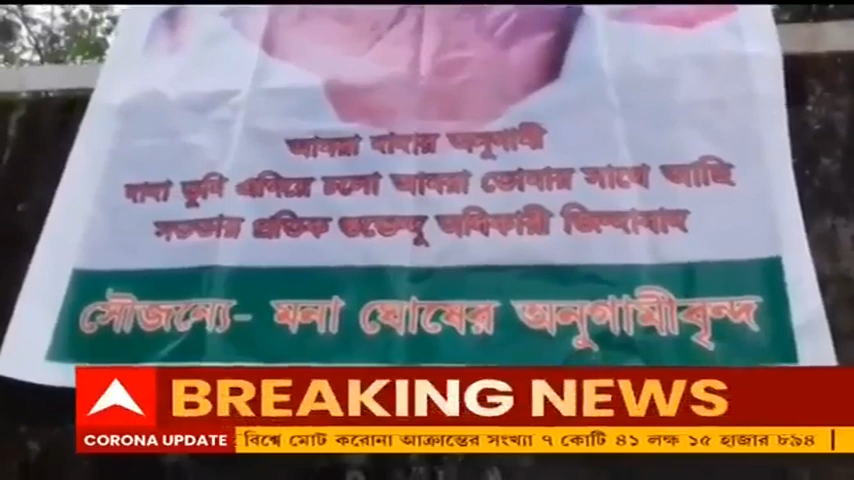 আমরা দাদার অনুগামী
দাদা তুমি এগিয়ে চলো আমরা তোমার সাথে আছি
সততার প্রতিক শুভেন্দু অধিকারী জিন্দাবাদ
সৌজন্যে- মনা ঘোষের অনুগামীবৃন্দ
BREAKING NEWS
CORONA UPDATE
বিশ্বে মোট করোনা আক্রান্তের সংখ্যা ৭ কোটি ৪১ লক্ষ ১৫ হাজার ৮৯৪